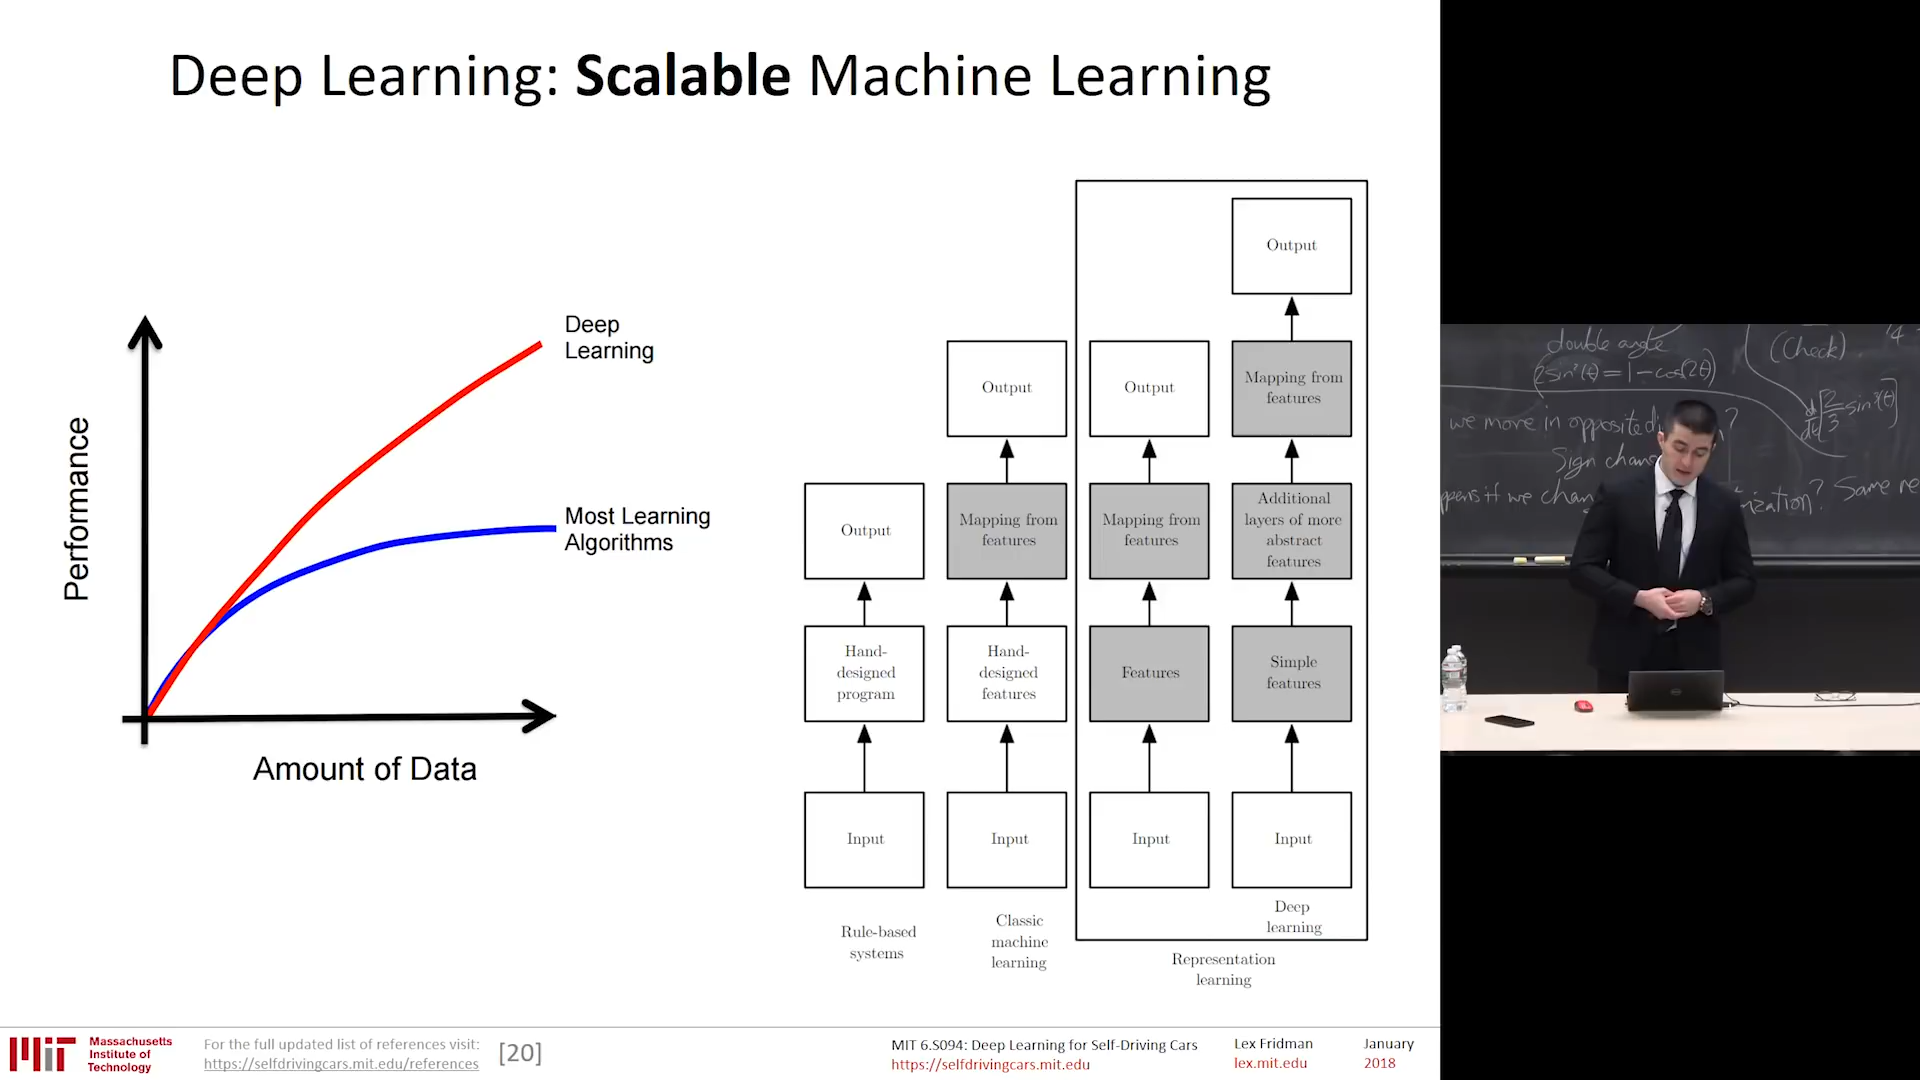 Deep Learning: Scalable Machine Learning
Performance
Deep
Learning
Most Learning
Algorithms
Amount of Data
Output
Hand-
designed
program
Input
Rule-based
systems
Output
Mapping from
features
Hand-
designed
features
Input
Classic
machine
learning
Output
Mapping from
features
Features
Input
Output
Mapping from
features
Additional
layers of more
abstract
features
Simple
features
Input
Deep
learning
Representation
learning
MIT
Massachusetts
Institute of
Technology
For the full updated list of references visit:
https://selfdrivingcars.mit.edu/references
[20]
MIT 6.S094: Deep Learning for Self-Driving Cars
https://selfdrivingcars.mit.edu
Lex Fridman
lex.mit.edu
January
2018
double angle
2sin²(t) = 1 - cos(2t)
(Check)
we move in opposite di ?
Sign chan
if we chan ization? Same